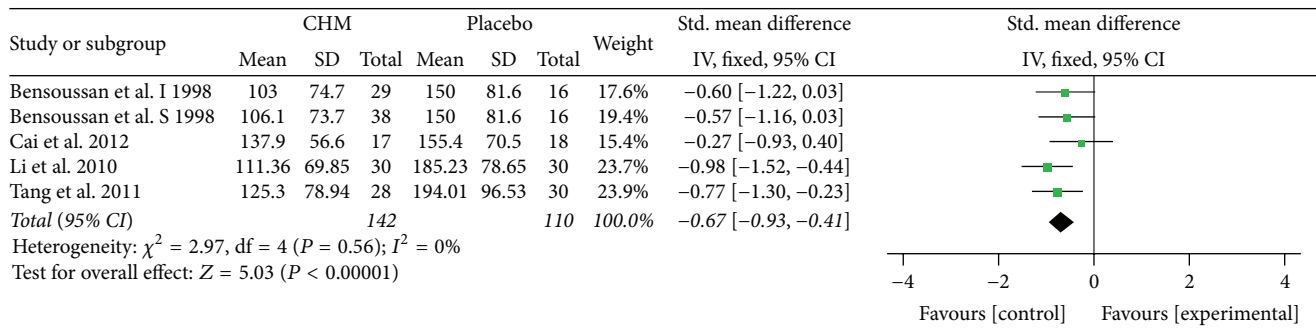 CHM Placebo Std. mean difference Std. mean difference
Study or subgroup Weight
Mean SD Total Mean SD Total IV, fixed, 95% CI IV, fixed, 95% CI
Bensoussan et al. I 1998 103 74.7 29 150 81.6 16 17.6% −0.60 [−1.22, 0.03]
Bensoussan et al. S 1998 106.1 73.7 38 150 81.6 16 19.4% −0.57 [−1.16, 0.03]
Cai et al. 2012 137.9 56.6 17 155.4 70.5 18 15.4% −0.27 [−0.93, 0.40]
Li et al. 2010 111.36 69.85 30 185.23 78.65 30 23.7% −0.98 [−1.52, −0.44]
Tang et al. 2011 125.3 78.94 28 194.01 96.53 30 23.9% −0.77 [−1.30, −0.23]
Total (95% CI) 142 110 100.0% −0.67 [−0.93, −0.41]
Heterogeneity: χ² = 2.97, df = 4 (P = 0.56); I² = 0%
Test for overall effect: Z = 5.03 (P < 0.00001)
−4 −2 0 2 4
Favours [control] Favours [experimental]